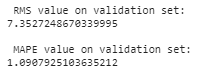 RMS value on validation set:
7.3527248670339995
MAPE value on validation set:
1.0907925103635212